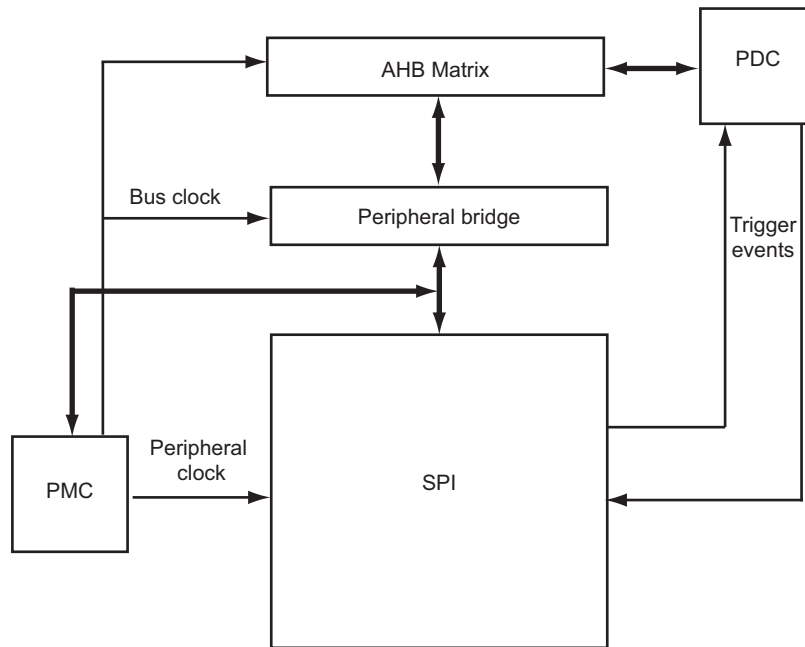 AHB Matrix
PDC
Bus clock
Peripheral bridge
Trigger
events
Peripheral
clock
PMC
SPI